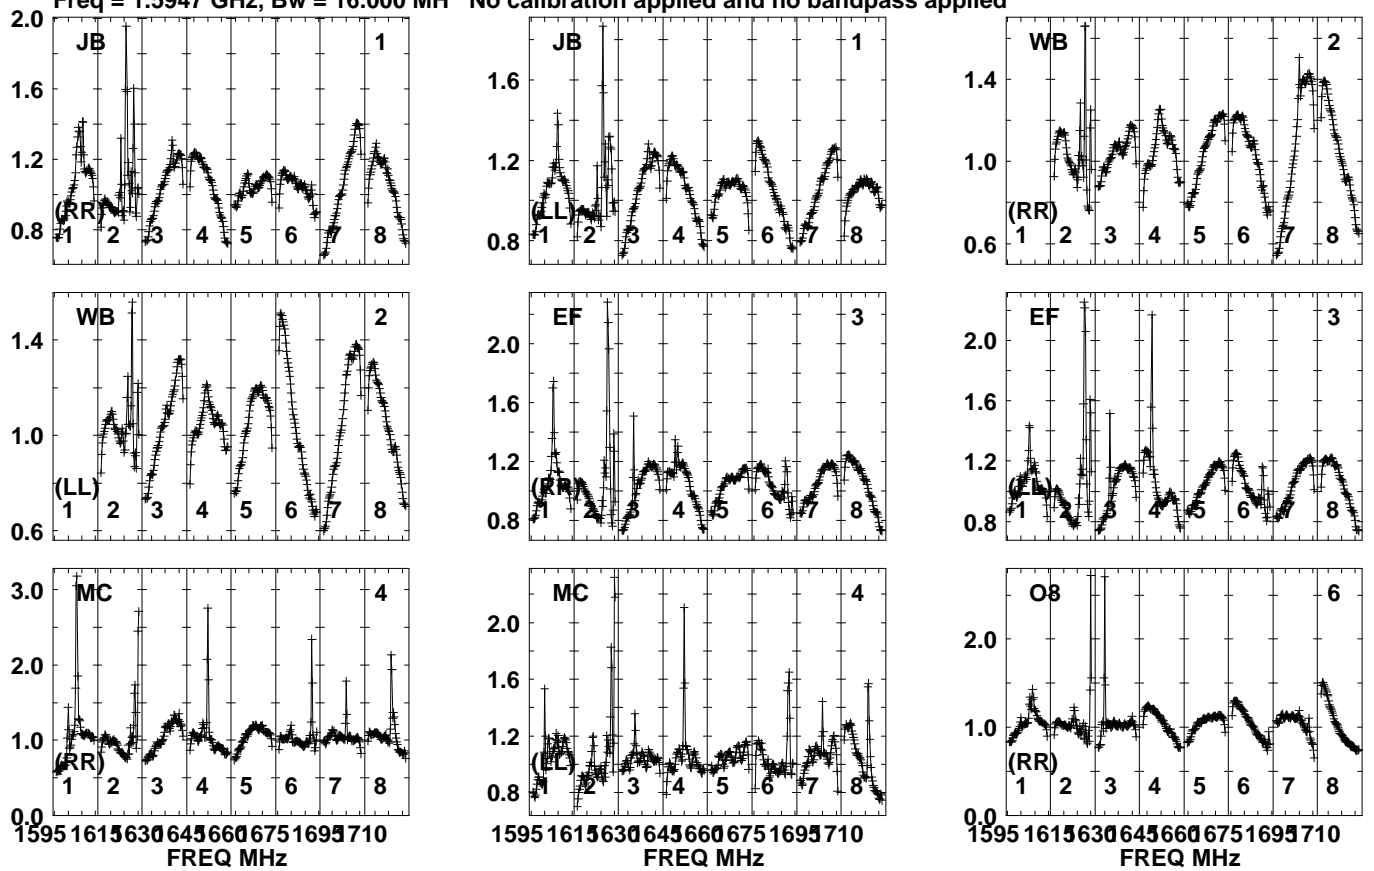 Freq = 1.5947 GHz, Bw = 16.000 MH No calibration applied and no bandpass applied
2.0 1.6 1.2 0.8
JB 1
(RR)
1 2 3 4 5 6 7 8
1.6 1.2 0.8
JB 1
(LL)
1 2 3 4 5 6 7 8
1.4 1.0 0.6
WB 2
(RR)
1 2 3 4 5 6 7 8
1.4 1.0 0.6
WB 2
(LL)
1 2 3 4 5 6 7 8
2.0 1.6 1.2 0.8
EF 3
(RR)
1 2 3 4 5 6 7 8
2.0 1.6 1.2 0.8
EF 3
(LL)
1 2 3 4 5 6 7 8
3.0 2.0 1.0 0.0
MC 4
(RR)
1 2 3 4 5 6 7 8
1595 1615 1630 1645 1660 1675 1695 1710
FREQ MHz
2.0 1.6 1.2 0.8
MC 4
(LL)
1 2 3 4 5 6 7 8
1595 1615 1630 1645 1660 1675 1695 1710
FREQ MHz
2.0 1.0 0.0
O8 6
(RR)
1 2 3 4 5 6 7 8
1595 1615 1630 1645 1660 1675 1695 1710
FREQ MHz